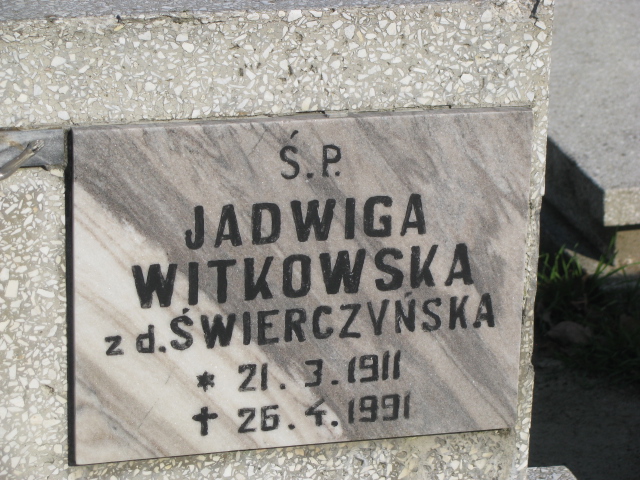 Ś.P.
JADWIGA
WITKOWSKA
z d. ŚWIERCZYŃSKA
* 21.3.1911
✝ 26.4.1991